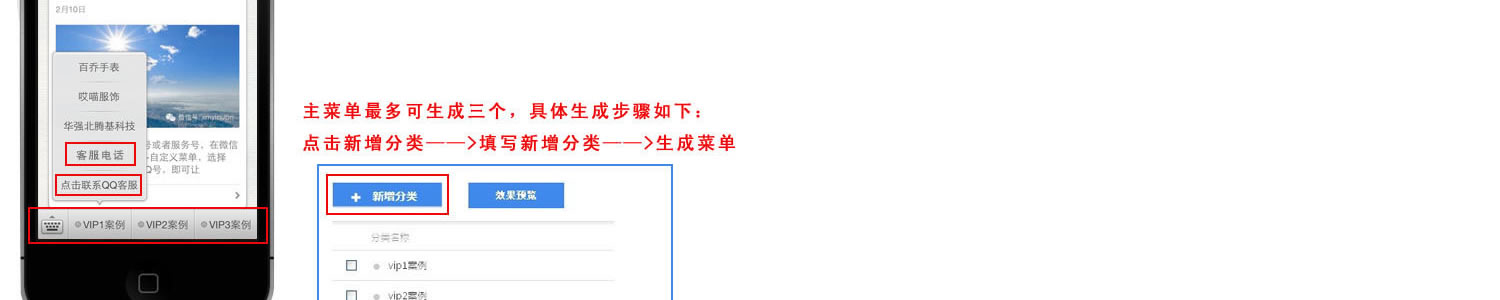 2月10日
百乔手表
哎喵服饰
华强北腾基科技
客服电话
点击联系QQ客服
号或者服务号，在微信
自定义菜单，选择
Q号，即可让
VIP1案例
VIP2案例
VIP3案例
主菜单最多可生成三个，具体生成步骤如下：
点击新增分类——>填写新增分类——>生成菜单
+ 新增分类
效果预览
分类名称
vip1案例
vip2案例